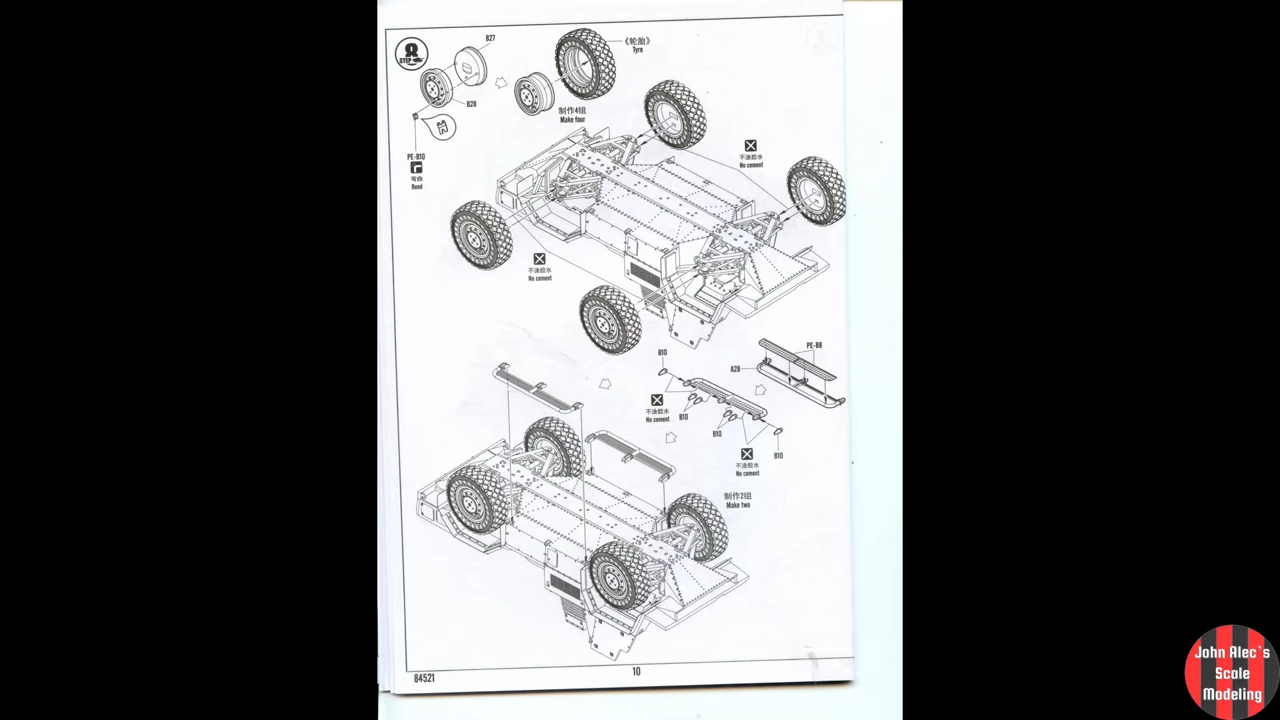 8
STEP
B27
《轮胎》
Tyre
B28
制作4组
Make four
PE-B10
弯曲
Bend
不涂胶水
No cement
不涂胶水
No cement
PE-B8
B10
A28
不涂胶水
No cement
B10
B10
B10
不涂胶水
No cement
制作2组
Make two
84521
10
John Alec's
Scale
Modeling